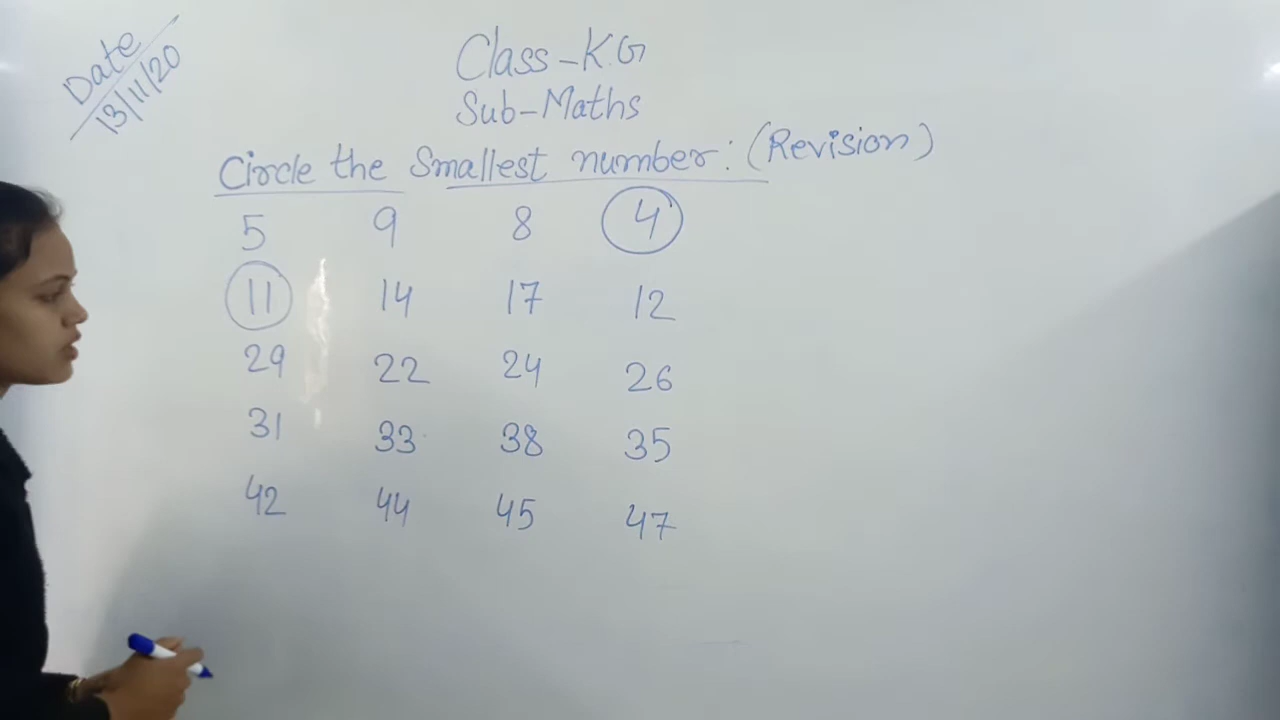 Date
13/11/20
Class-K.G
Sub-Maths
Circle the Smallest number: (Revision)
5 9 8 4
11 14 17 12
29 22 24 26
31 33 38 35
42 44 45 47